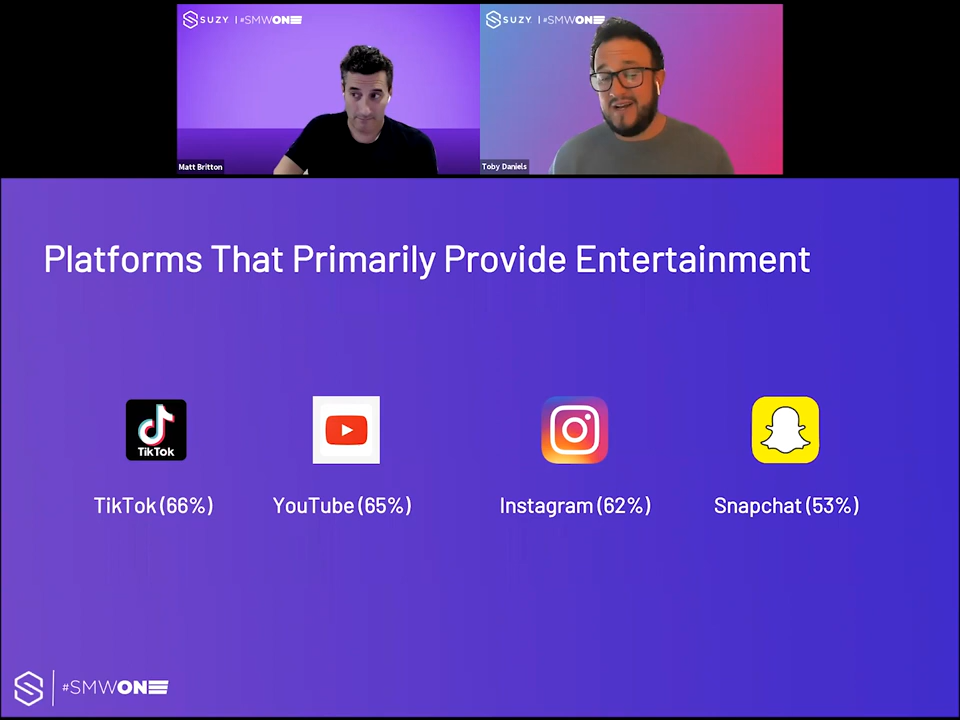 SUZY | #SMWONE
SUZY | #SMWONE
Matt Britton
Toby Daniels
Platforms That Primarily Provide Entertainment
TikTok
TikTok (66%)
YouTube (65%)
Instagram (62%)
Snapchat (53%)
#SMWONE